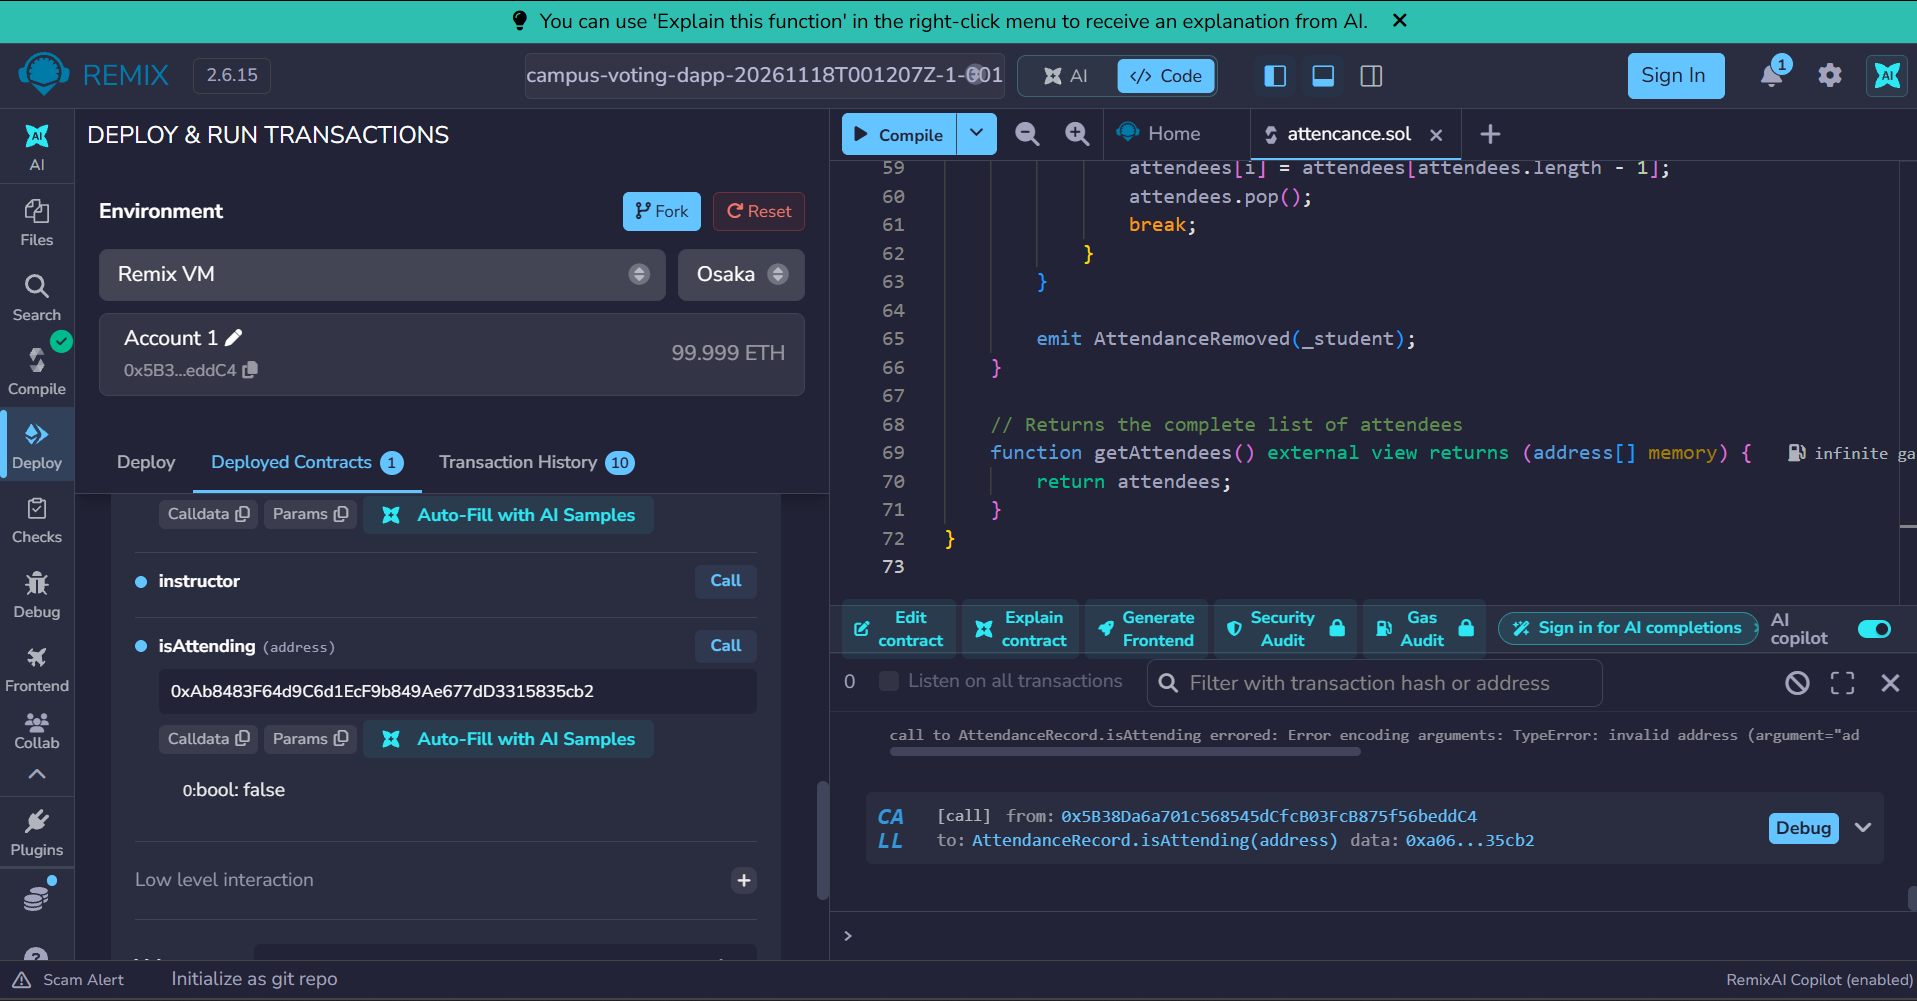 You can use 'Explain this function' in the right-click menu to receive an explanation from AI.
REMIX 2.6.15
campus-voting-dapp-20261118T001207Z-1-001
AI
Code
Sign In
1
AI
AI
AI
Files
Search
Compile
Deploy
Checks
Debug
Frontend
Collab
Plugins
DEPLOY & RUN TRANSACTIONS
Environment
Fork
Reset
Remix VM
Osaka
Account 1
0x5B3...eddC4
99.999 ETH
Deploy
Deployed Contracts 1
Transaction History 10
Calldata Params Auto-Fill with AI Samples
instructor Call
isAttending (address) Call
0xAb8483F64d9C6d1EcF9b849Ae677dD3315835cb2
Calldata Params Auto-Fill with AI Samples
0:bool: false
Low level interaction
Compile
Home
attencance.sol
59 attendees[i] = attendees[attendees.length - 1];
60 attendees.pop();
61 break;
62 }
63 }
64
65 emit AttendanceRemoved(_student);
66 }
67
68 // Returns the complete list of attendees
69 function getAttendees() external view returns (address[] memory) { infinite ga
70 return attendees;
71 }
72 }
73
Edit contract
Explain contract
Generate Frontend
Security Audit
Gas Audit
Sign in for AI completions
AI copilot
0 Listen on all transactions
Filter with transaction hash or address
call to AttendanceRecord.isAttending errored: Error encoding arguments: TypeError: invalid address (argument="ad
CALL
[call] from: 0x5B38Da6a701c568545dCfcB03FcB875f56beddC4
to: AttendanceRecord.isAttending(address) data: 0xa06...35cb2
Debug
>
Scam Alert
Initialize as git repo
RemixAI Copilot (enabled)